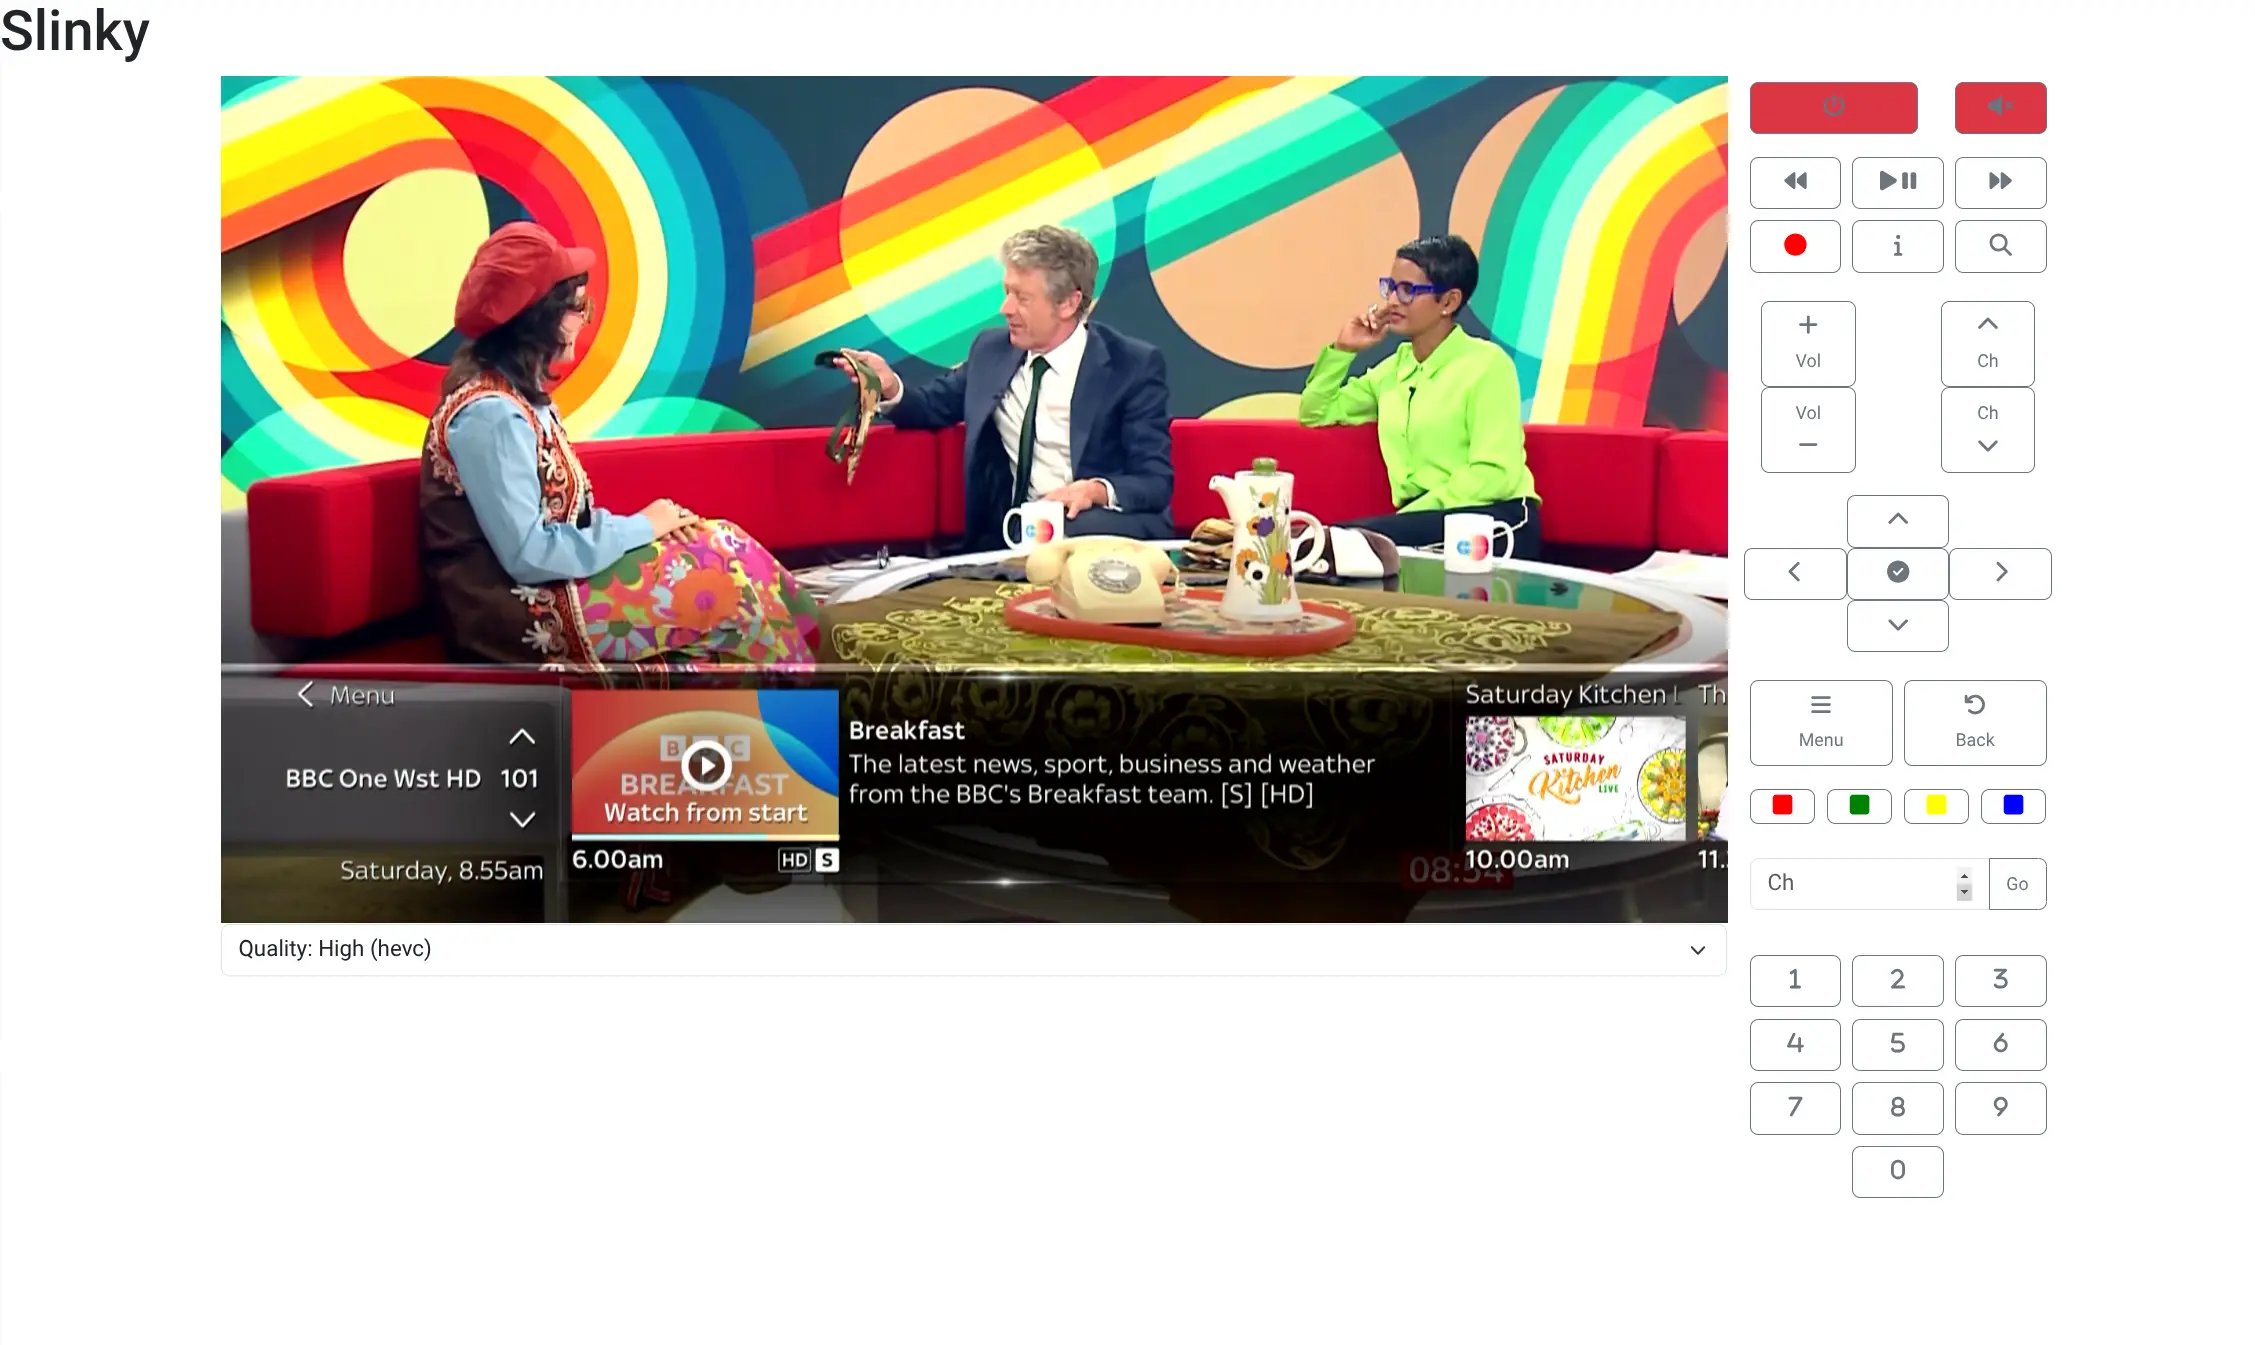 Slinky
Menu
BBC One Wst HD 101
Saturday, 8.55am
BBC
BREAKFAST
Watch from start
6.00am HD S
Breakfast
The latest news, sport, business and weather
from the BBC's Breakfast team. [S] [HD]
Saturday Kitchen
SATURDAY
Kitchen
LIVE
10.00am
08:54
Th
11.
Quality: High (hevc)
i
+
Vol
Vol
−
Ch
Ch
Menu
Back
Ch
Go
1
2
3
4
5
6
7
8
9
0